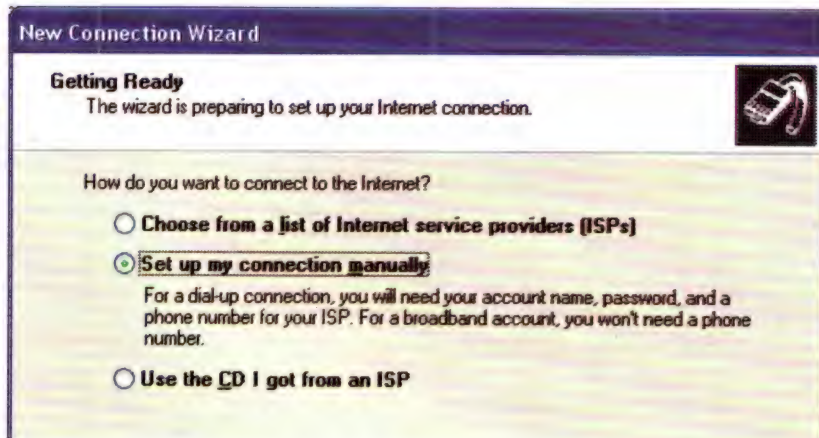 New Connection Wizard
Getting Ready
The wizard is preparing to set up your Internet connection.
How do you want to connect to the Internet?
Choose from a list of Internet service providers (ISPs)
Set up my connection manually
For a dial-up connection, you will need your account name, password, and a
phone number for your ISP. For a broadband account, you won't need a phone
number.
Use the CD I got from an ISP